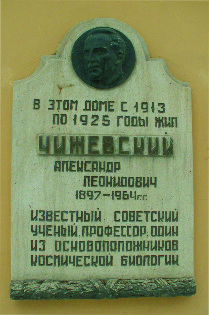 В ЭТОМ ДОМЕ С 1913
ПО 1925 ГОДЫ ЖИЛ
ЧИЖЕВСКИЙ
АЛЕКСАНДР
ЛЕОНИДОВИЧ
1897-1964 гг.
ИЗВЕСТНЫЙ СОВЕТСКИЙ
УЧЕНЫЙ, ПРОФЕССОР, ОДИН
ИЗ ОСНОВОПОЛОЖНИКОВ
КОСМИЧЕСКОЙ БИОЛОГИИ